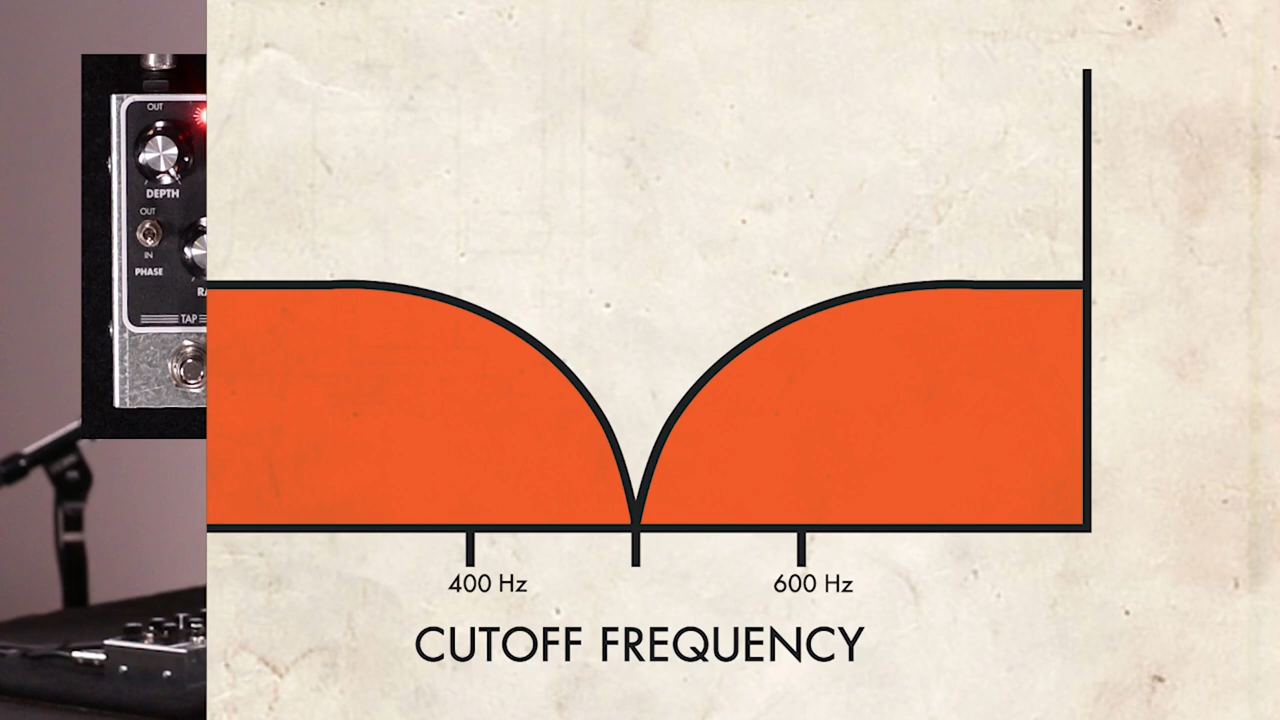 OUT
DEPTH
OUT
IN
PHASE
TAP
400 Hz
600 Hz
CUTOFF FREQUENCY